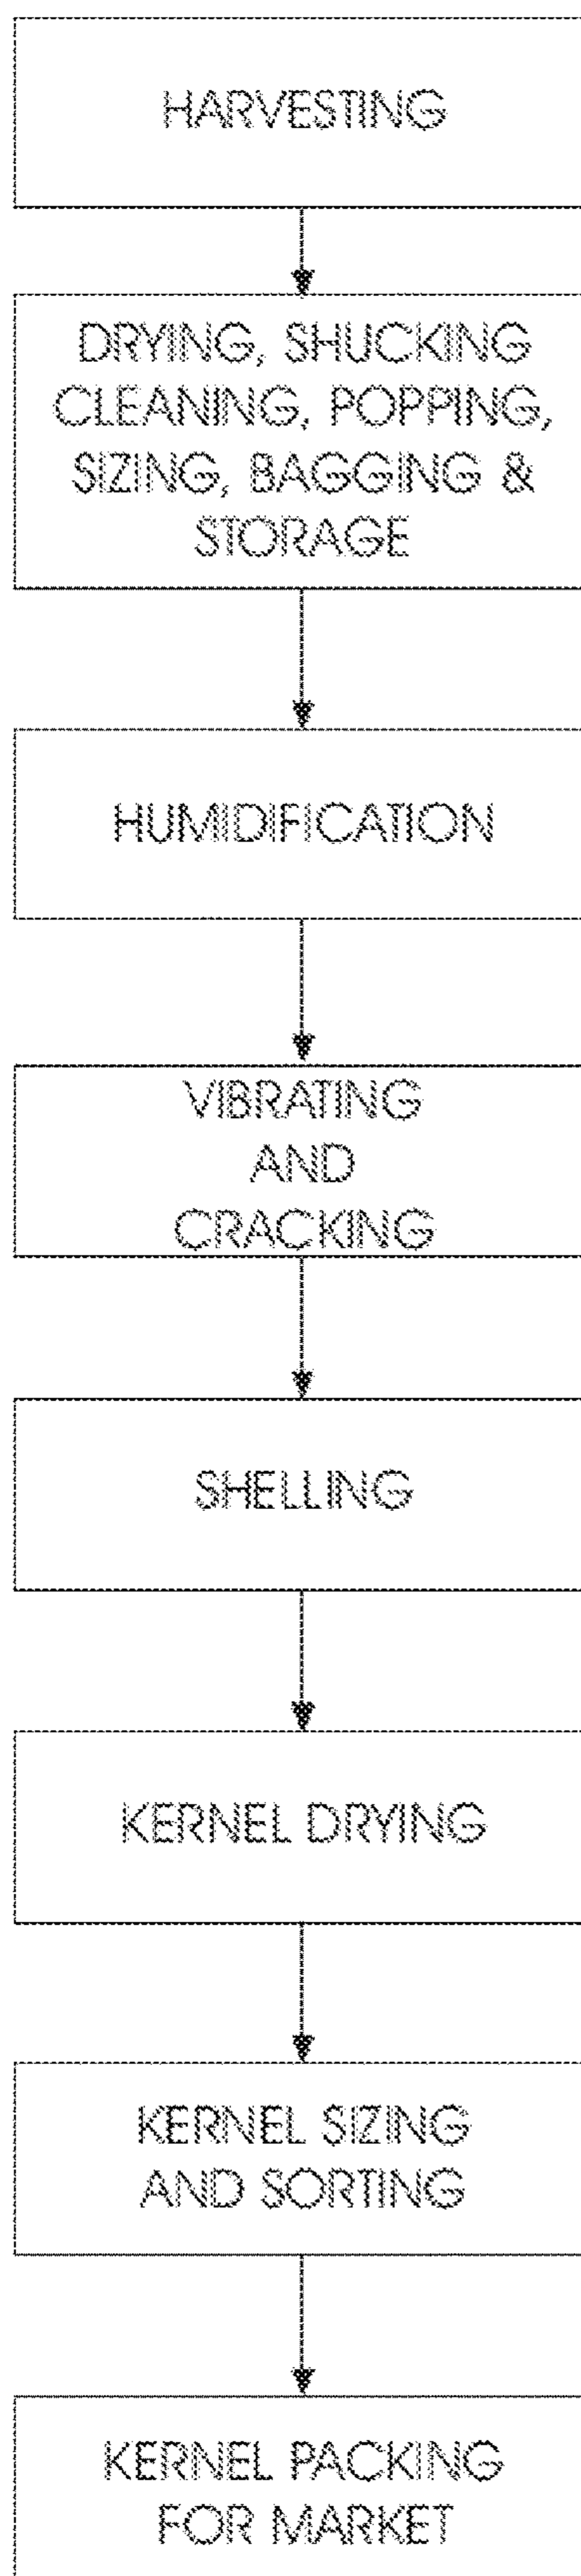 HARVESTING
DRYING, SHUCKING
CLEANING, POPPING,
SIZING, BAGGING &
STORAGE
HUMIDIFICATION
VIBRATING
AND
CRACKING
SHELLING
KERNEL DRYING
KERNEL SIZING
AND SORTING
KERNEL PACKING
FOR MARKET